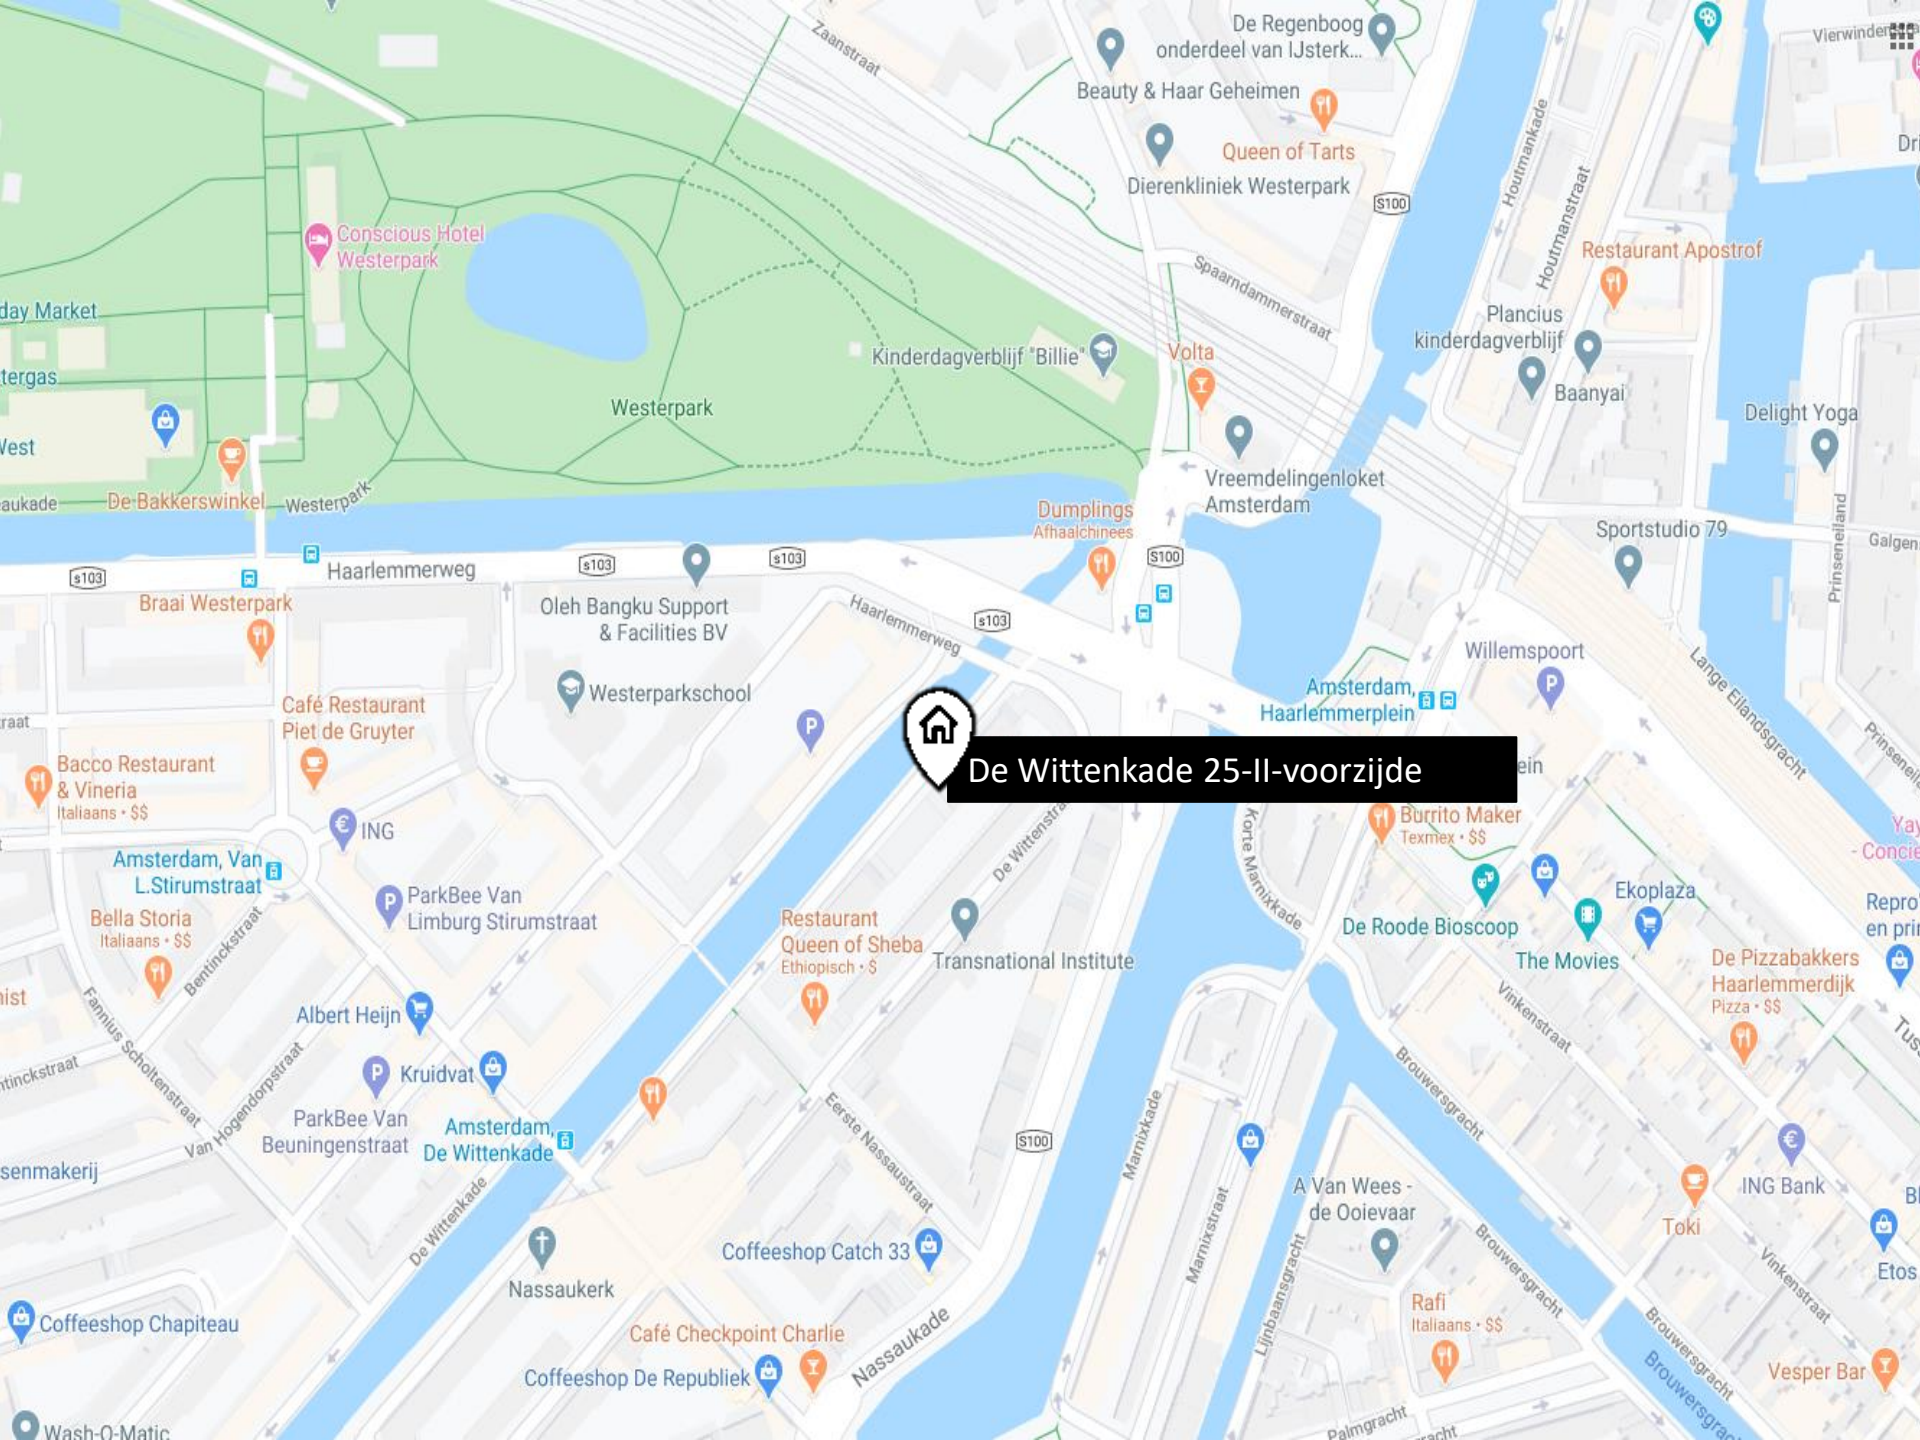 Zaanstraat
De Regenboog
onderdeel van IJsterk...
Beauty & Haar Geheimen
Queen of Tarts
Dierenkliniek Westerpark
S100
Houtmankade
Houtmanstraat
Restaurant Apostrof
Conscious Hotel
Westerpark
Spaarndammerstraat
Plancius
kinderdagverblijf
Baanyai
day Market
tergas
Kinderdagverblijf "Billie"
Volta
Westerpark
Delight Yoga
Vreemdelingenloket
Amsterdam
De Bakkerswinkel
Westerpark
aukade
Dumplings
Afhaalchinees
S100
Sportstudio 79
Prinseneiland
Galgen
s103
Haarlemmerweg
s103
s103
Braai Westerpark
Oleh Bangku Support
& Facilities BV
Haarlemmerweg
s103
Willemspoort
P
Lange Eilandsgracht
Westerparkschool
Amsterdam,
Haarlemmerplein
Café Restaurant
Piet de Gruyter
raat
P
De Wittenkade 25-II-voorzijde
ein
Bacco Restaurant
& Vineria
Italiaans • $$
€ ING
Burrito Maker
Texmex • $$
Korte Marnixkade
De Wittenstra
Amsterdam, Van
L.Stirumstraat
P ParkBee Van
Limburg Stirumstraat
Bella Storia
Italiaans • $$
Bentinckstraat
Restaurant
Queen of Sheba
Ethiopisch • $
Transnational Institute
De Roode Bioscoop
The Movies
Ekoplaza
De Pizzabakkers
Haarlemmerdijk
Pizza • $$
Albert Heijn
Fannius Scholtenstraat
Vinkenstraat
Kruidvat
P
ParkBee Van
Beuningenstraat
Van Hogendorpstraat
Amsterdam,
De Wittenkade
Eerste Nassaustraat
S100
Marnixkade
Brouwersgracht
senmakerij
De Wittenkade
Nassaukerk
Coffeeshop Catch 33
Marnixstraat
A Van Wees -
de Ooievaar
€
ING Bank
Toki
Brouwersgracht
Vinkenstraat
Etos
Coffeeshop Chapiteau
Café Checkpoint Charlie
Coffeeshop De Republiek
Nassaukade
Lijnbaansgracht
Rafi
Italiaans • $$
Brouwersgracht
Vesper Bar
Wash-O-Matic
Palmgracht